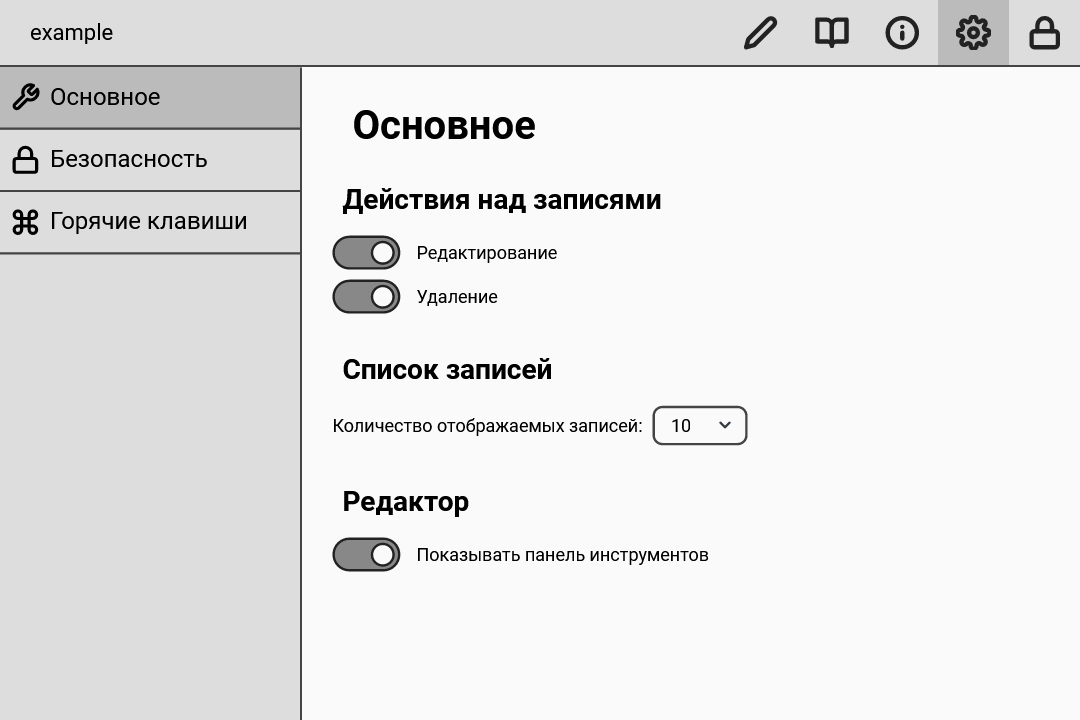 example
Основное
Безопасность
Горячие клавиши
Основное
Действия над записями
Редактирование
Удаление
Список записей
Количество отображаемых записей: 10
Редактор
Показывать панель инструментов